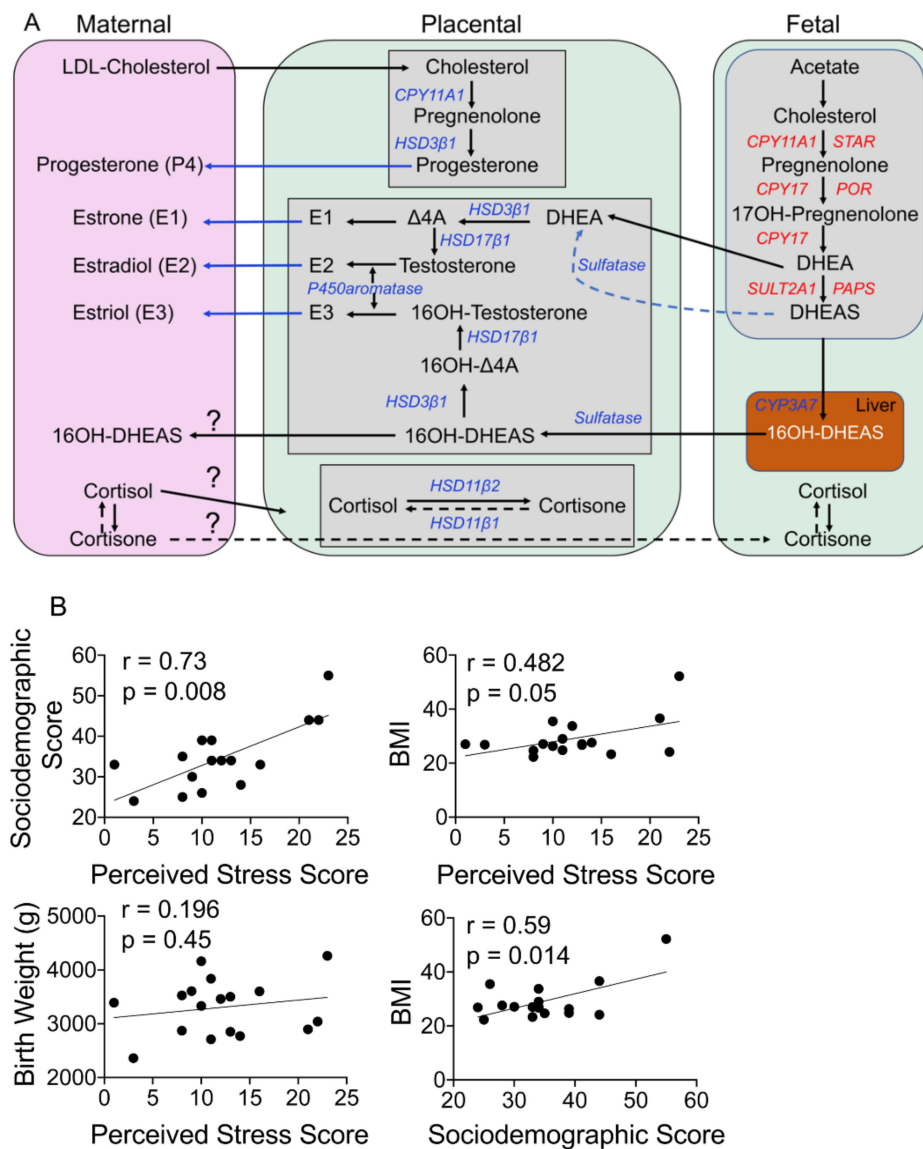 A
Maternal
Placental
Fetal
LDL-Cholesterol
Progesterone (P4)
Estrone (E1)
Estradiol (E2)
Estriol (E3)
16OH-DHEAS
?
Cortisol
?
Cortisone
?
Cholesterol
CPY11A1
Pregnenolone
HSD3β1
Progesterone
E1
Δ4A
HSD3β1
DHEA
HSD17β1
E2
Testosterone
Sulfatase
P450aromatase
E3
16OH-Testosterone
HSD17β1
16OH-Δ4A
HSD3β1
16OH-DHEAS
Sulfatase
Cortisol
HSD11β2
Cortisone
HSD11β1
Acetate
Cholesterol
CPY11A1 STAR
Pregnenolone
CPY17 POR
17OH-Pregnenolone
CPY17
DHEA
SULT2A1 PAPS
DHEAS
CYP3A7 Liver
16OH-DHEAS
Cortisol
Cortisone
B
Sociodemographic
Score
60
50
40
30
20
r = 0.73
p = 0.008
0 5 10 15 20 25
Perceived Stress Score
BMI
60
40
20
0
r = 0.482
p = 0.05
0 5 10 15 20 25
Perceived Stress Score
Birth Weight (g)
5000
4000
3000
2000
r = 0.196
p = 0.45
0 5 10 15 20 25
Perceived Stress Score
BMI
60
40
20
0
r = 0.59
p = 0.014
20 30 40 50 60
Sociodemographic Score